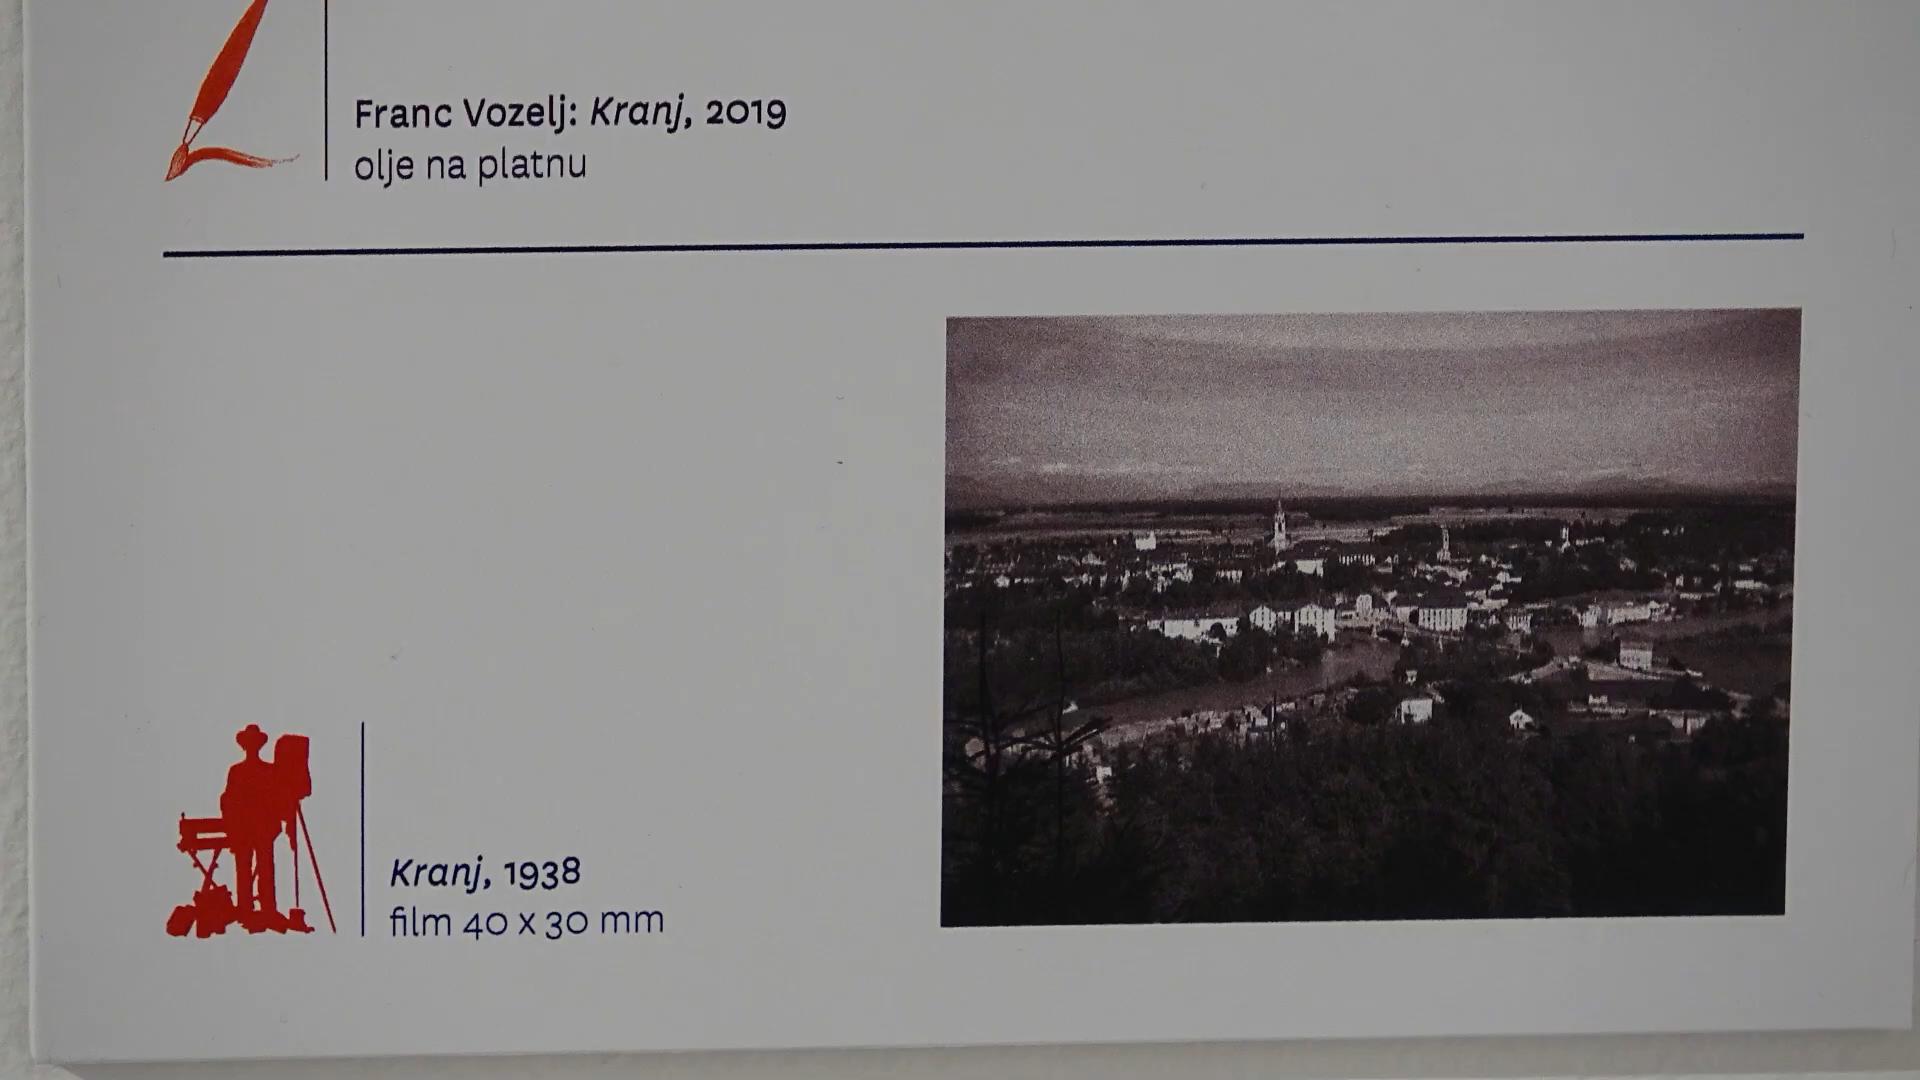 Franc Vozelj: Kranj, 2019
olje na platnu
Kranj, 1938
film 40 x 30 mm